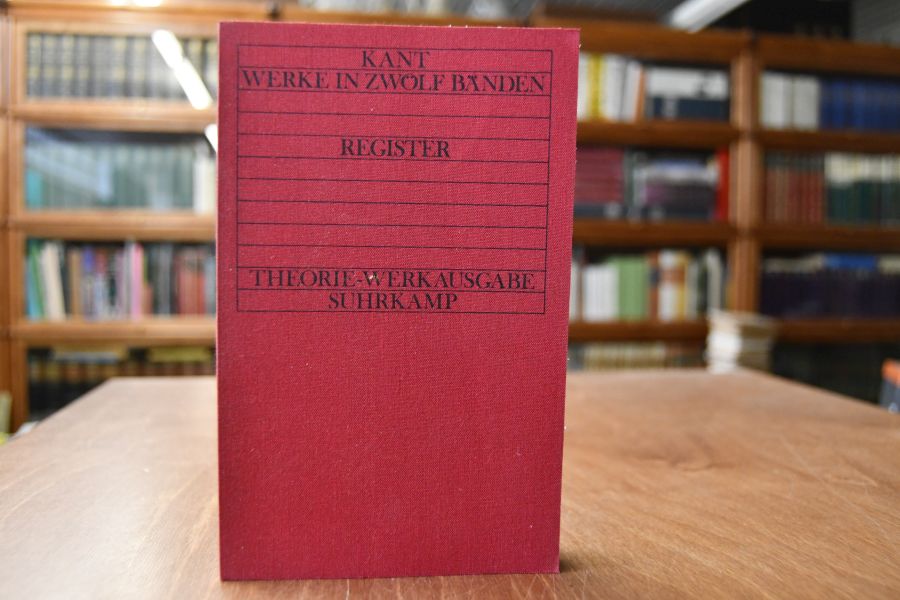 KANT
WERKE IN ZWÖLF BÄNDEN
REGISTER
THEORIE-WERKAUSGABE
SUHRKAMP